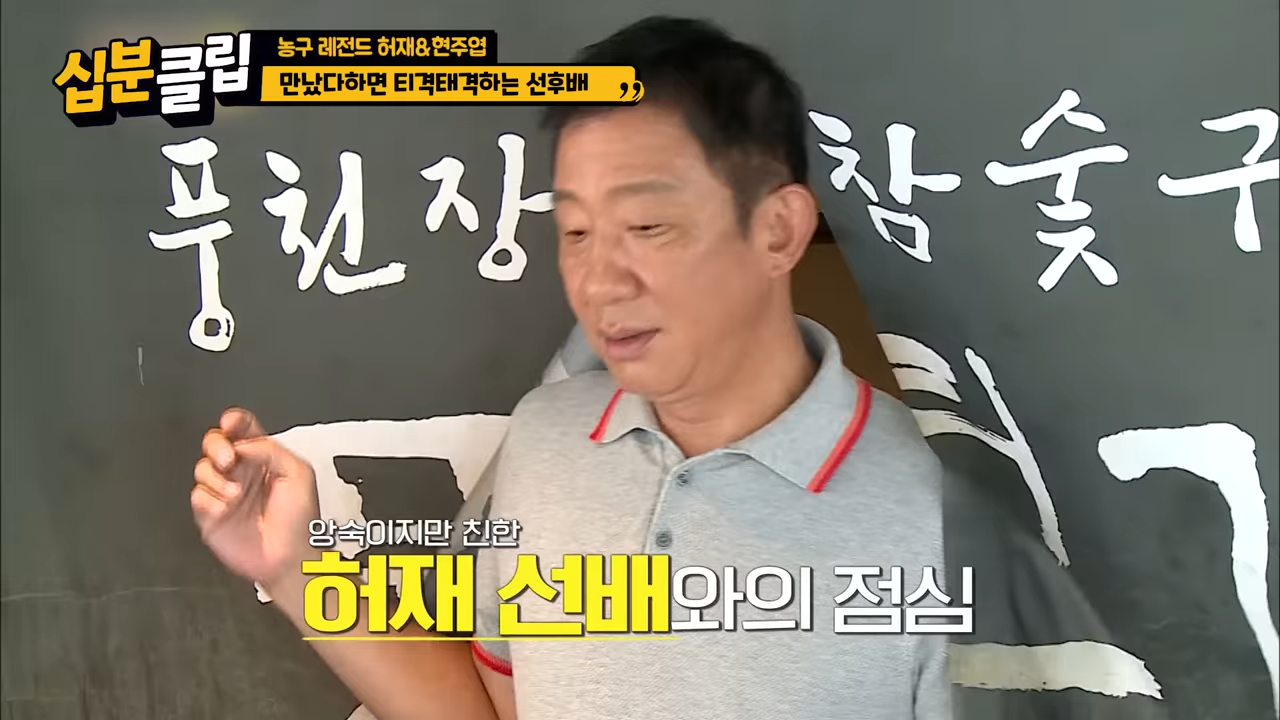 십분클립
농구 레전드 허재&현주엽
만났다하면 티격태격하는 선후배 ,,
풍천장 참숯구
앙숙이지만 친한
허재 선배와의 점심